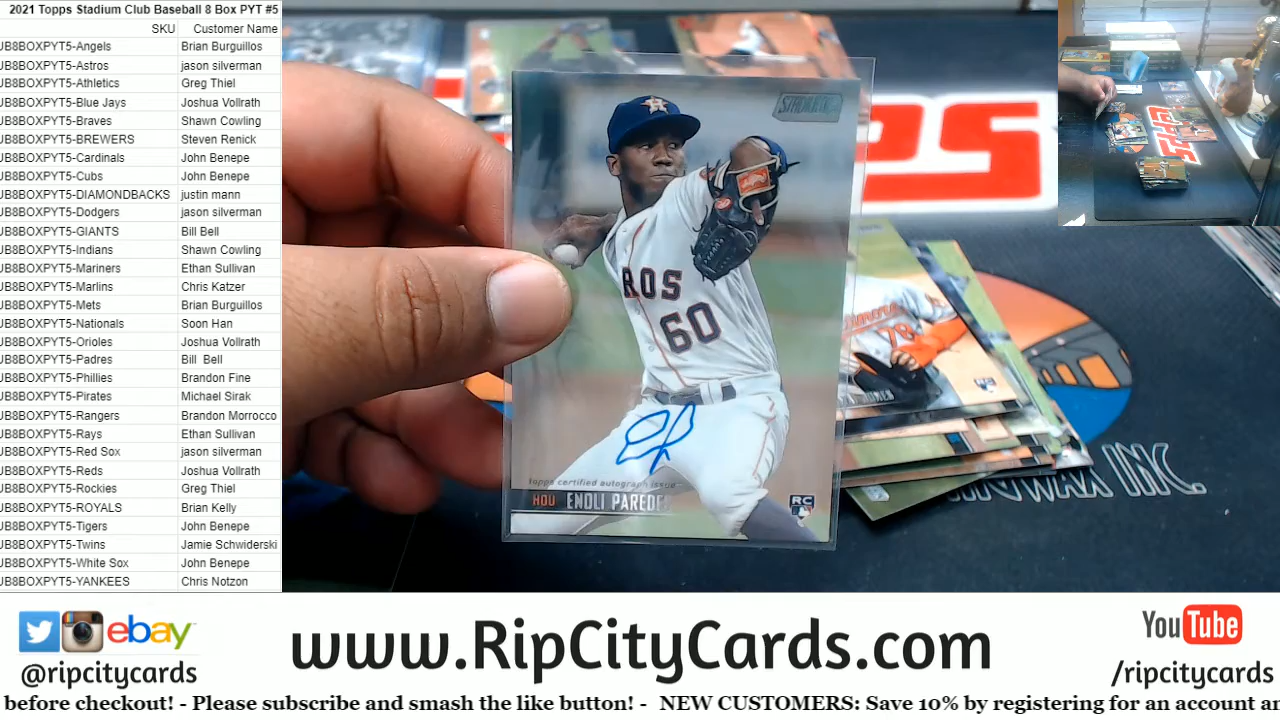 2021 Topps Stadium Club Baseball 8 Box PYT #5
SKU Customer Name
JB8BOXPYT5-Angels Brian Burguillos
JB8BOXPYT5-Astros jason silverman
JB8BOXPYT5-Athletics Greg Thiel
JB8BOXPYT5-Blue Jays Joshua Vollrath
JB8BOXPYT5-Braves Shawn Cowling
JB8BOXPYT5-BREWERS Steven Renick
JB8BOXPYT5-Cardinals John Benepe
JB8BOXPYT5-Cubs John Benepe
JB8BOXPYT5-DIAMONDBACKS justin mann
JB8BOXPYT5-Dodgers jason silverman
JB8BOXPYT5-GIANTS Bill Bell
JB8BOXPYT5-Indians Shawn Cowling
JB8BOXPYT5-Mariners Ethan Sullivan
JB8BOXPYT5-Marlins Chris Katzer
JB8BOXPYT5-Mets Brian Burguillos
JB8BOXPYT5-Nationals Soon Han
JB8BOXPYT5-Orioles Joshua Vollrath
JB8BOXPYT5-Padres Bill Bell
JB8BOXPYT5-Phillies Brandon Fine
JB8BOXPYT5-Pirates Michael Sirak
JB8BOXPYT5-Rangers Brandon Morrocco
JB8BOXPYT5-Rays Ethan Sullivan
JB8BOXPYT5-Red Sox jason silverman
JB8BOXPYT5-Reds Joshua Vollrath
JB8BOXPYT5-Rockies Greg Thiel
JB8BOXPYT5-ROYALS Brian Kelly
JB8BOXPYT5-Tigers John Benepe
JB8BOXPYT5-Twins Jamie Schwiderski
JB8BOXPYT5-White Sox John Benepe
JB8BOXPYT5-YANKEES Chris Notzon
STADIUM CLUB
ROS
60
topps certified autograph issue
HOU ENOLI PAREDES
RC
PS
TOPPS
78
WAX INC.
ebay
@ripcitycards
www.RipCityCards.com
YouTube
/ripcitycards
before checkout! - Please subscribe and smash the like button! - NEW CUSTOMERS: Save 10% by registering for an account an